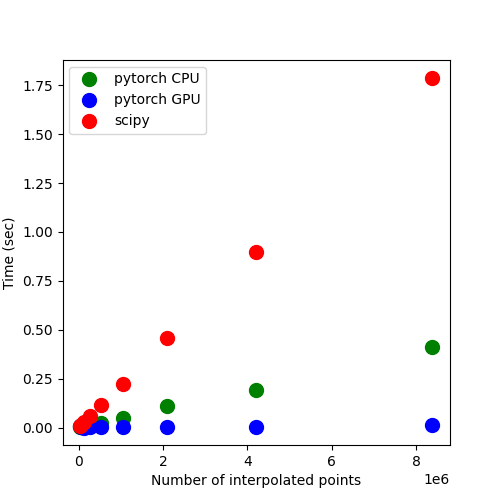 pytorch CPU
pytorch GPU
scipy
1.75
1.50
1.25
1.00
0.75
0.50
0.25
0.00
Time (sec)
0 2 4 6 8
1e6
Number of interpolated points